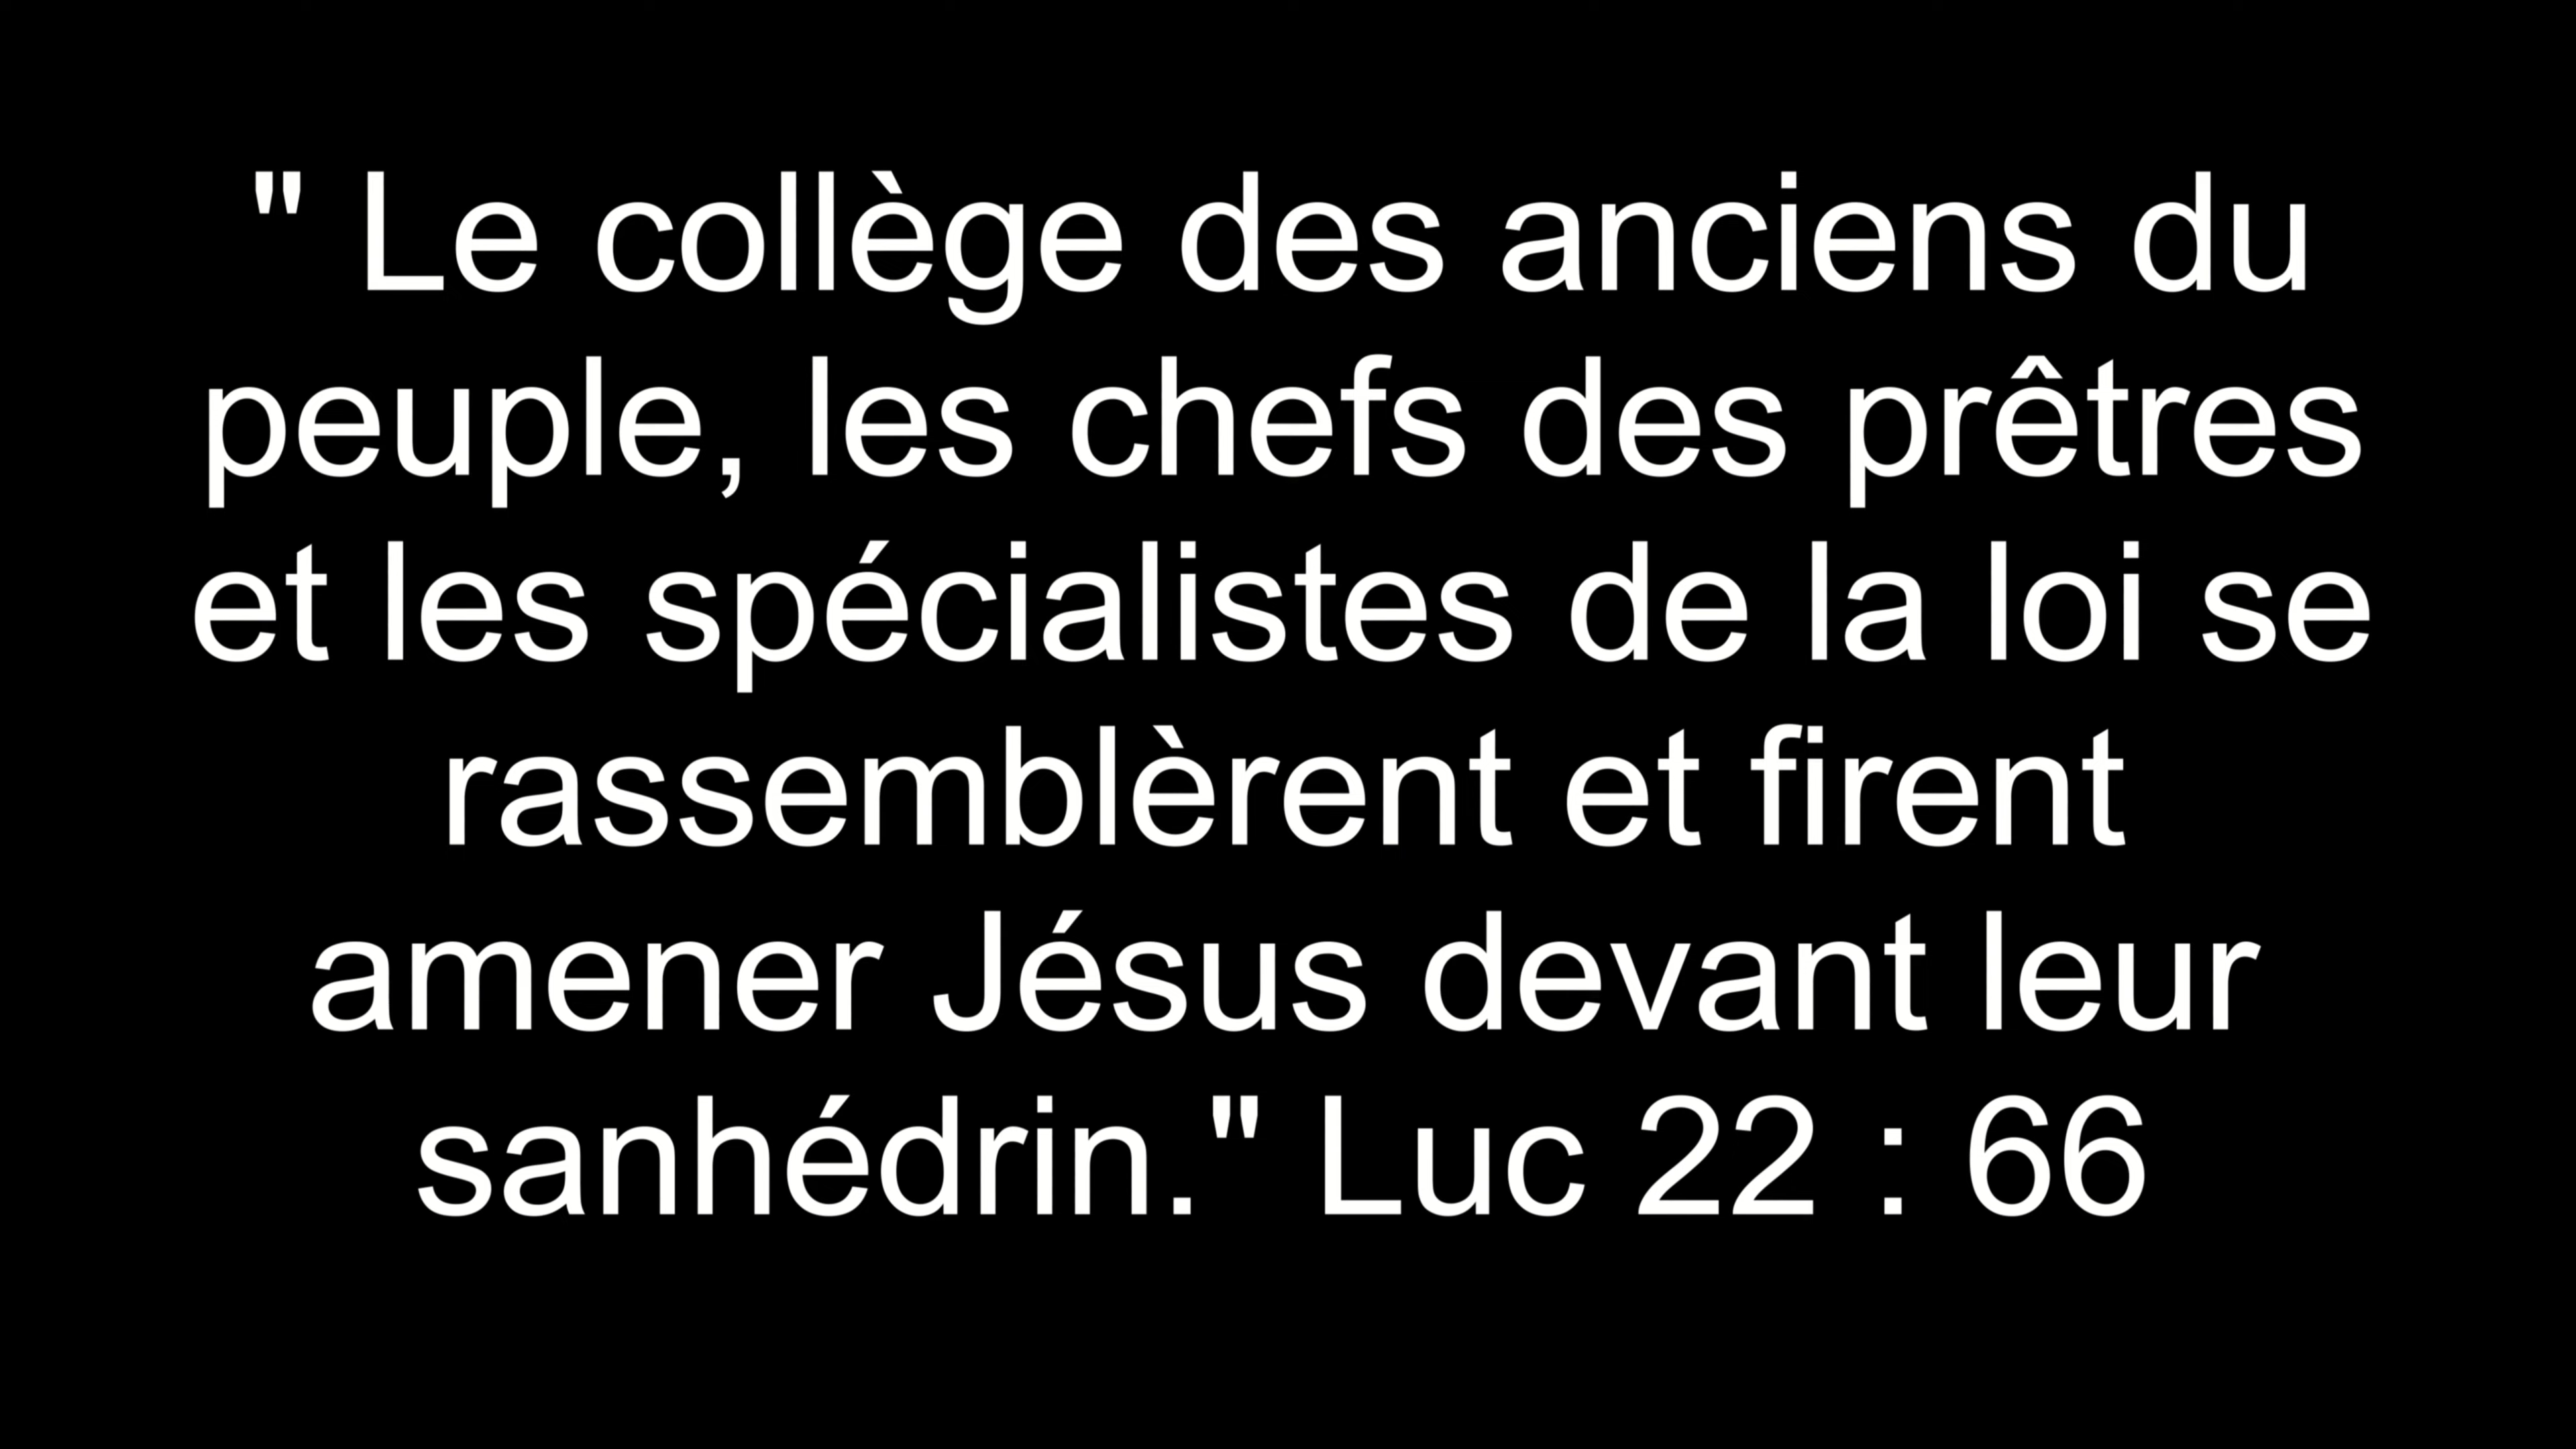 " Le collège des anciens du
peuple, les chefs des prêtres
et les spécialistes de la loi se
rassemblèrent et firent
amener Jésus devant leur
sanhédrin." Luc 22 : 66